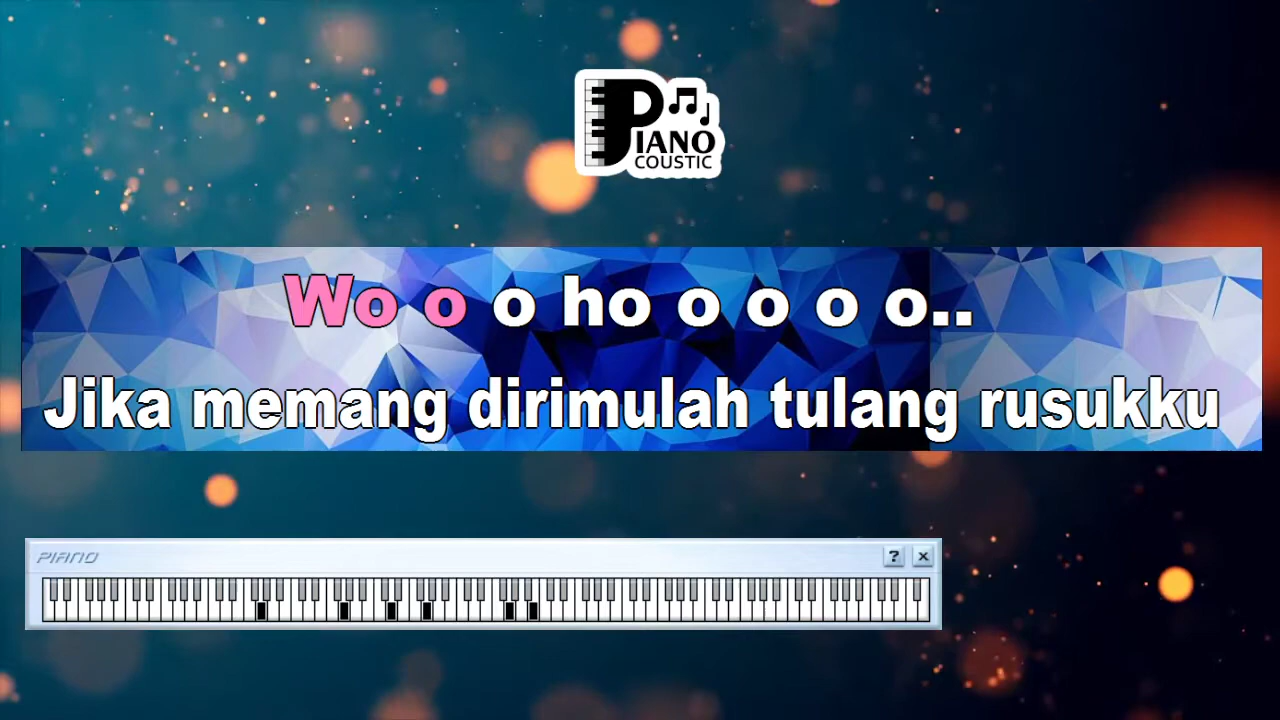 PIANO
COUSTIC
Wo o o ho o o o o..
Jika memang dirimulah tulang rusukku
PIANO
? ×